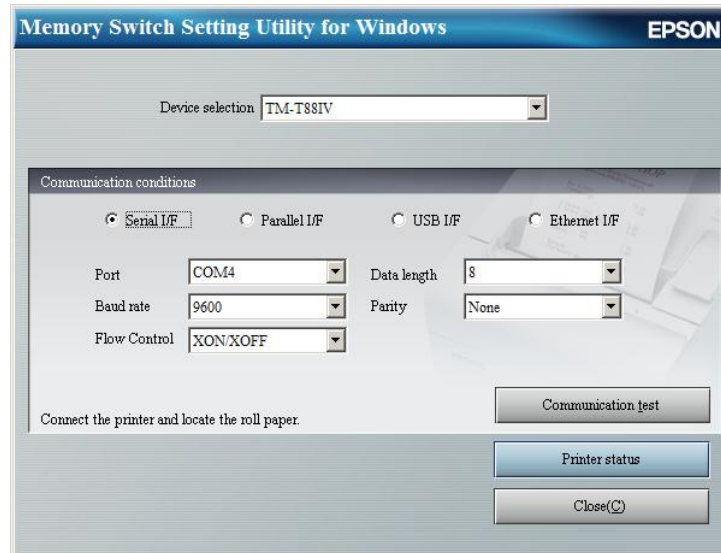 Memory Switch Setting Utility for Windows EPSON
Device selection TM-T88IV
Communication conditions
Serial I/F Parallel I/F USB I/F Ethernet I/F
Port COM4 Data length 8
Baud rate 9600 Parity None
Flow Control XON/XOFF
Communication test
Connect the printer and locate the roll paper.
Printer status
Close(C)